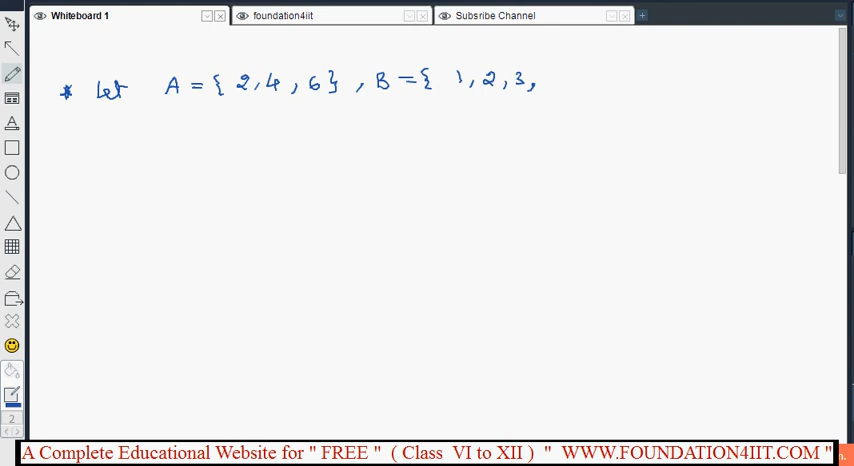 Whiteboard 1
foundation4iit
Subsribe Channel
* Let A = { 2, 4, 6 } , B = { 1, 2, 3,
A
2
A Complete Educational Website for " FREE " ( Class VI to XII ) " WWW.FOUNDATION4IIT.COM "